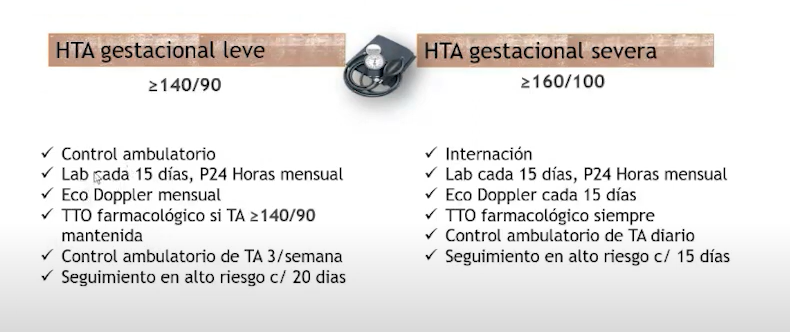 HTA gestacional leve
≥140/90
✓ Control ambulatorio
✓ Lab cada 15 días, P24 Horas mensual
✓ Eco Doppler mensual
✓ TTO farmacológico si TA ≥140/90
mantenida
✓ Control ambulatorio de TA 3/semana
✓ Seguimiento en alto riesgo c/ 20 dias
HTA gestacional severa
≥160/100
✓ Internación
✓ Lab cada 15 días, P24 Horas mensual
✓ Eco Doppler cada 15 días
✓ TTO farmacológico siempre
✓ Control ambulatorio de TA diario
✓ Seguimiento en alto riesgo c/ 15 días